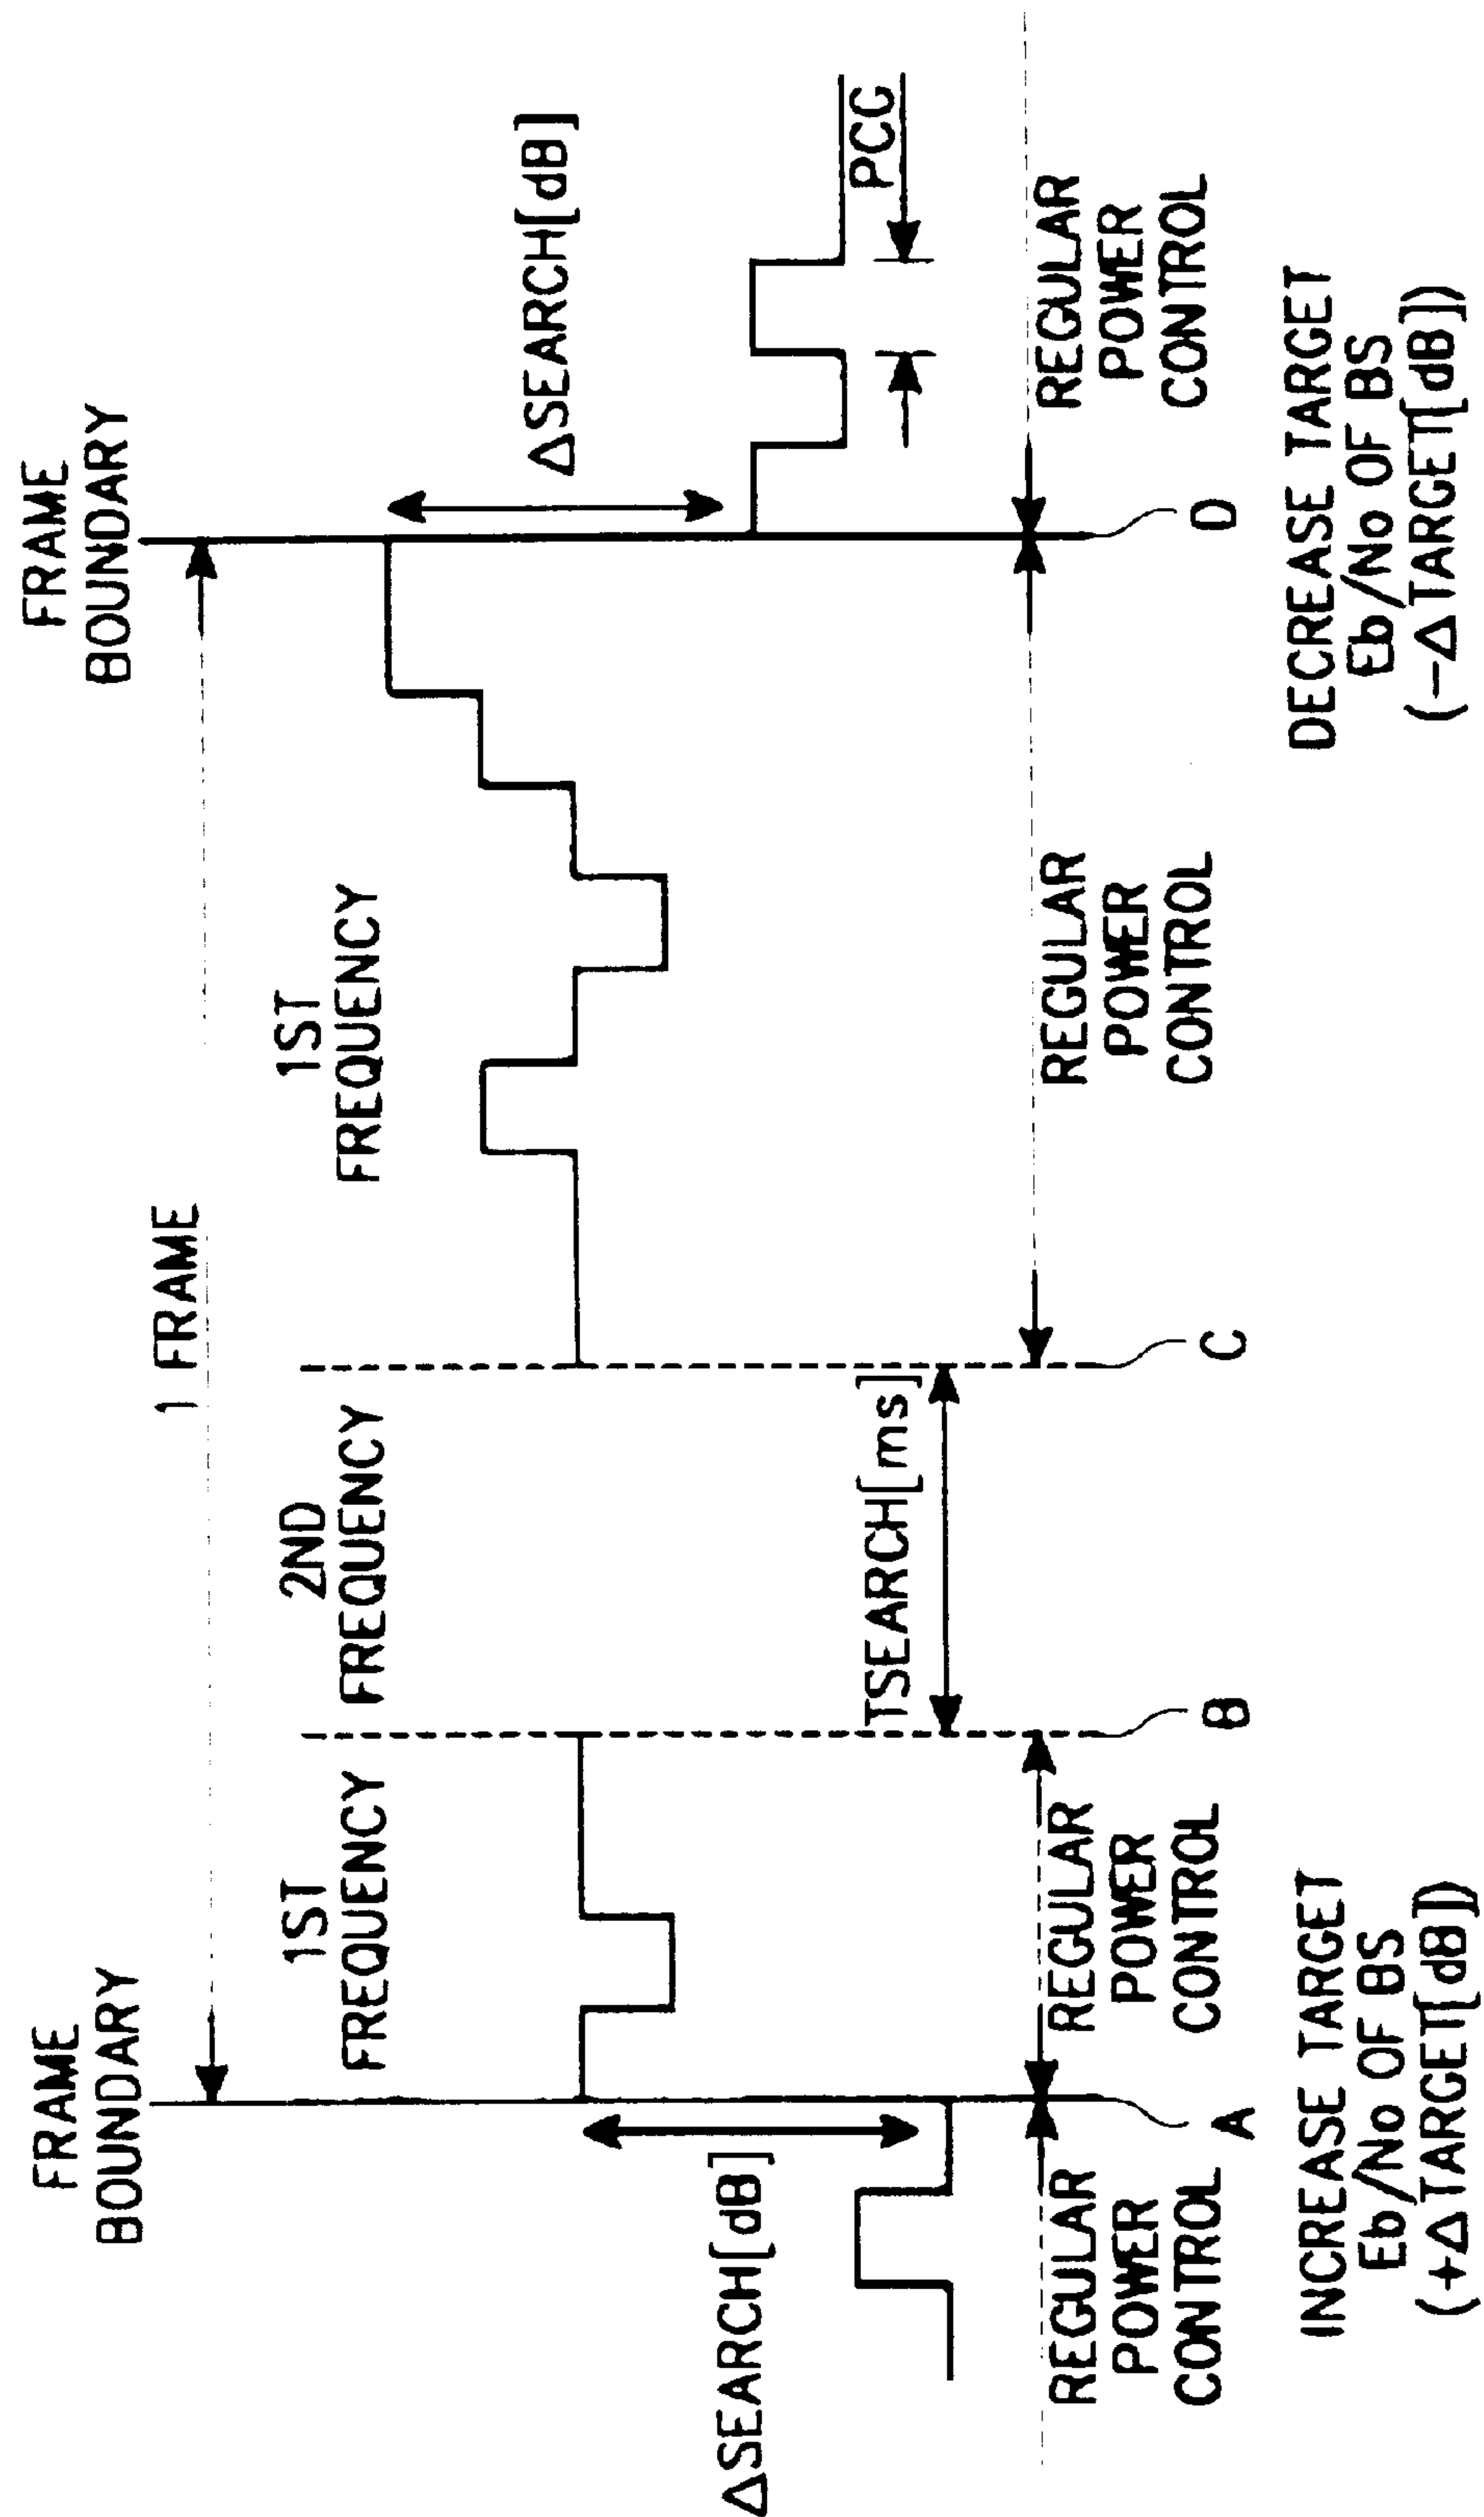 FRAME
BOUNDARY
FRAME
BOUNDARY
1 FRAME
1ST
FREQUENCY
2ND
FREQUENCY
1ST
FREQUENCY
ΔSEARCH[dB]
ΔSEARCH[dB]
TSEARCH[ms]
PCG
REGULAR
POWER
CONTROL
REGULAR
POWER
CONTROL
REGULAR
POWER
CONTROL
REGULAR
POWER
CONTROL
A
B
C
D
INCREASE TARGET
Eb/No OF BS
(+ΔTARGET[dB])
DECREASE TARGET
Eb/No OF BS
(-ΔTARGET[dB])